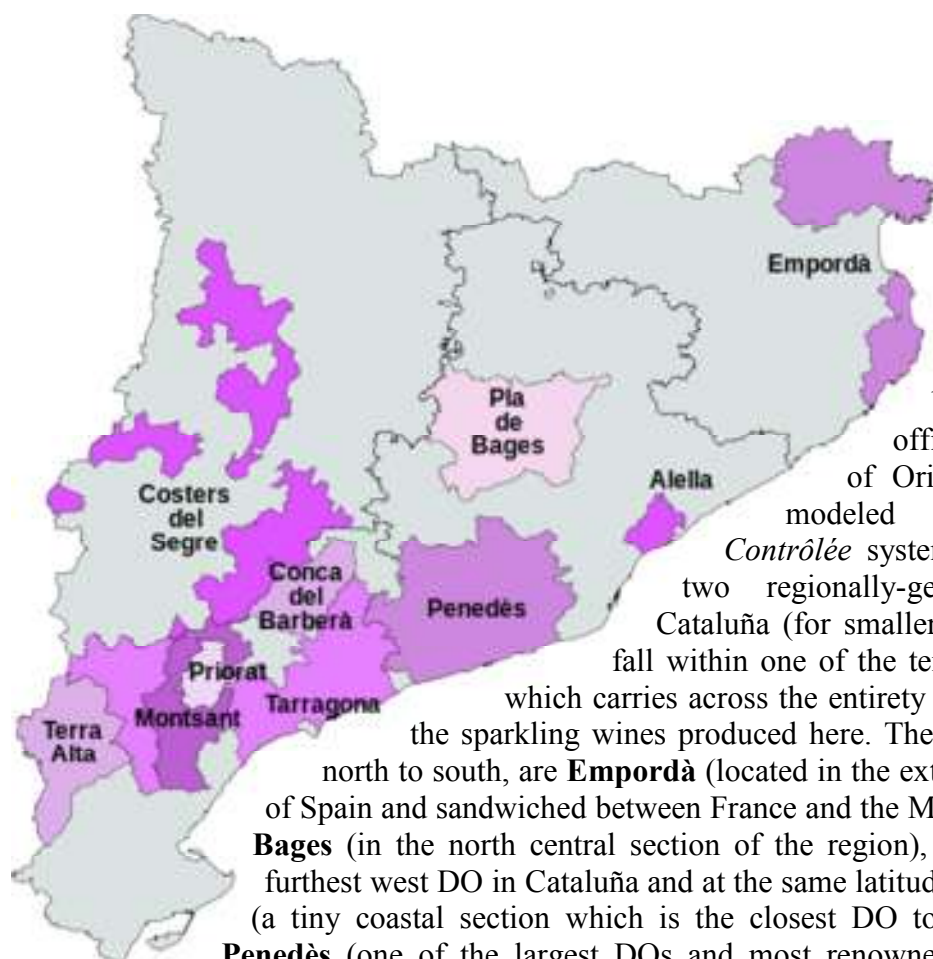 Empordà
Pla
de
Bages
Alella
Costers
del
Segre
Conca
del
Barberà
Penedès
Priorat
Tarragona
Montsant
Terra
Alta
of Ori
modeled
Contrôlée system
two regionally-ge
Cataluña (for smaller
fall within one of the te
which carries across the entirety
the sparkling wines produced here. The
north to south, are Empordà (located in the ext
of Spain and sandwiched between France and the M
Bages (in the north central section of the region),
furthest west DO in Cataluña and at the same latitud
(a tiny coastal section which is the closest DO to
Penedès (one of the largest DOs and most renowne